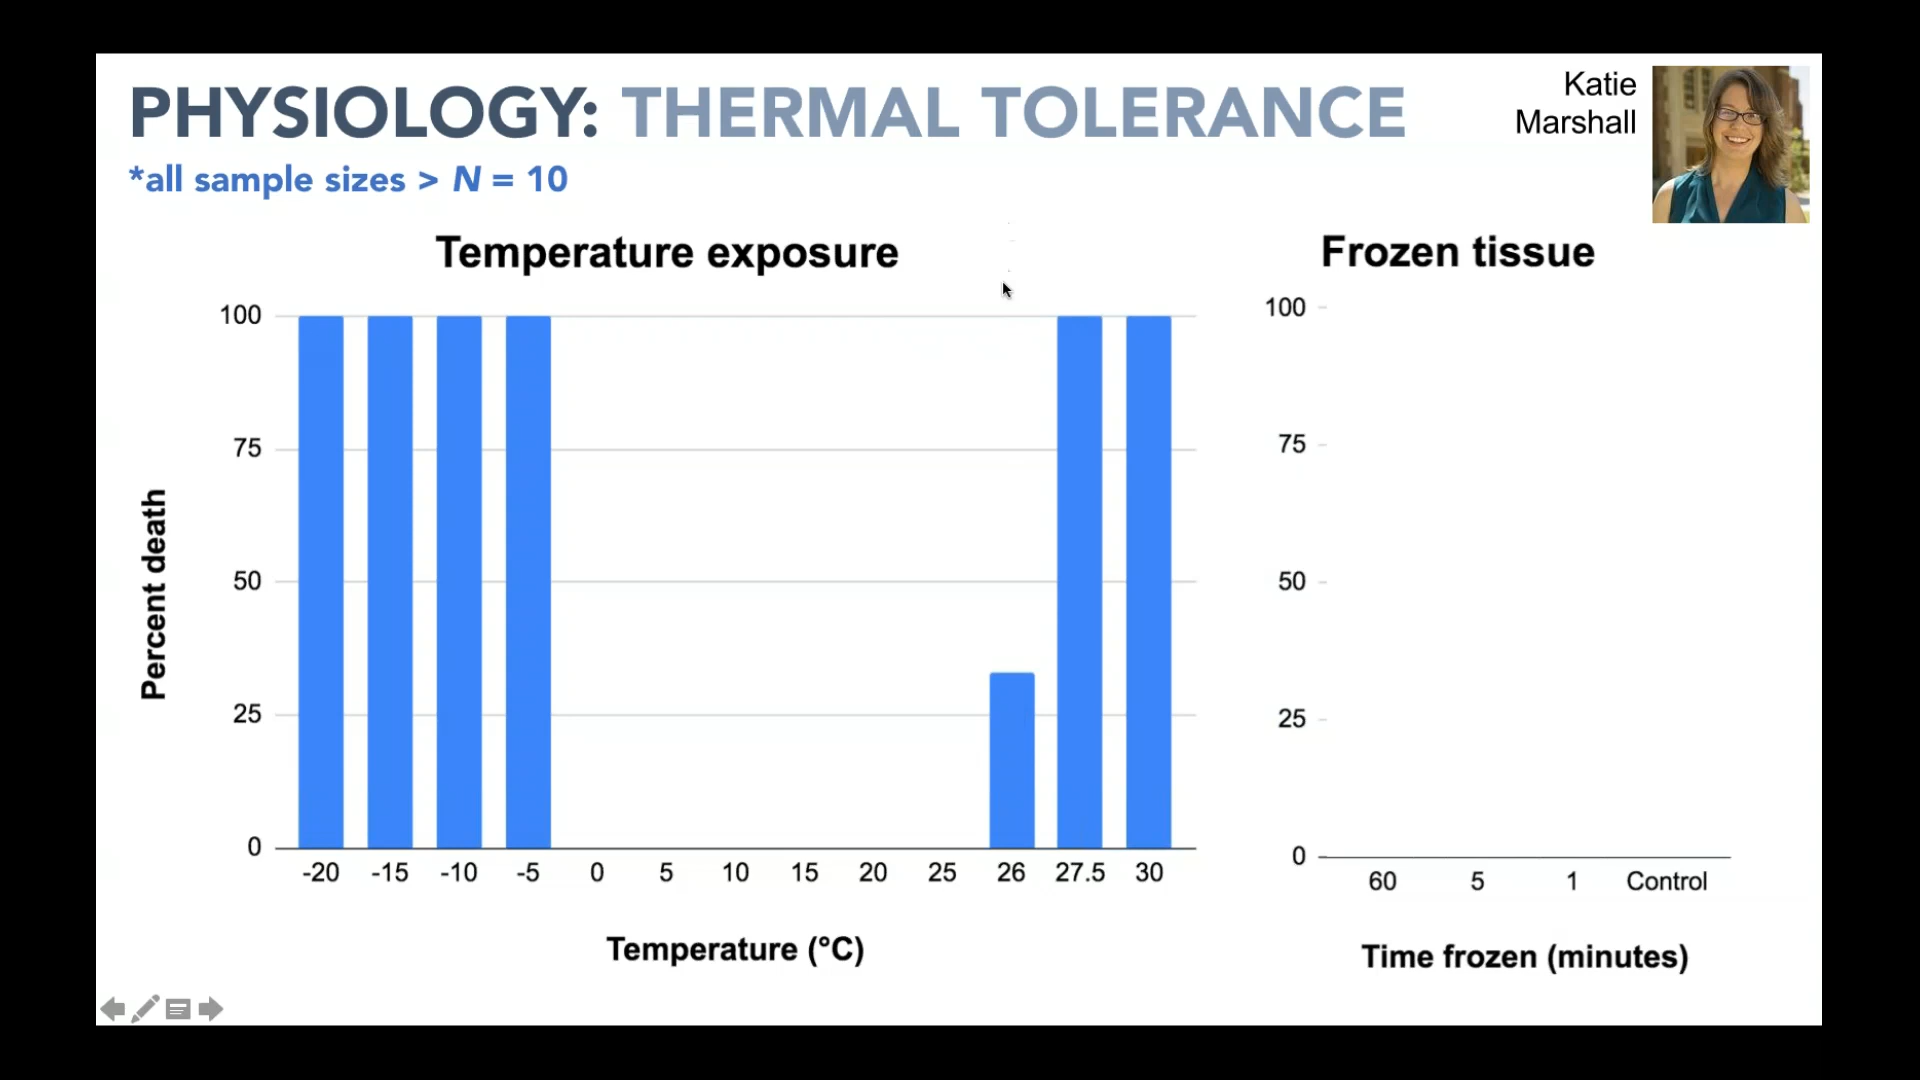 PHYSIOLOGY: THERMAL TOLERANCE
Katie
Marshall
*all sample sizes > N = 10
Temperature exposure
100
75
50
25
0
Percent death
-20 -15 -10 -5 0 5 10 15 20 25 26 27.5 30
Temperature (°C)
Frozen tissue
100
75
50
25
0
60 5 1 Control
Time frozen (minutes)